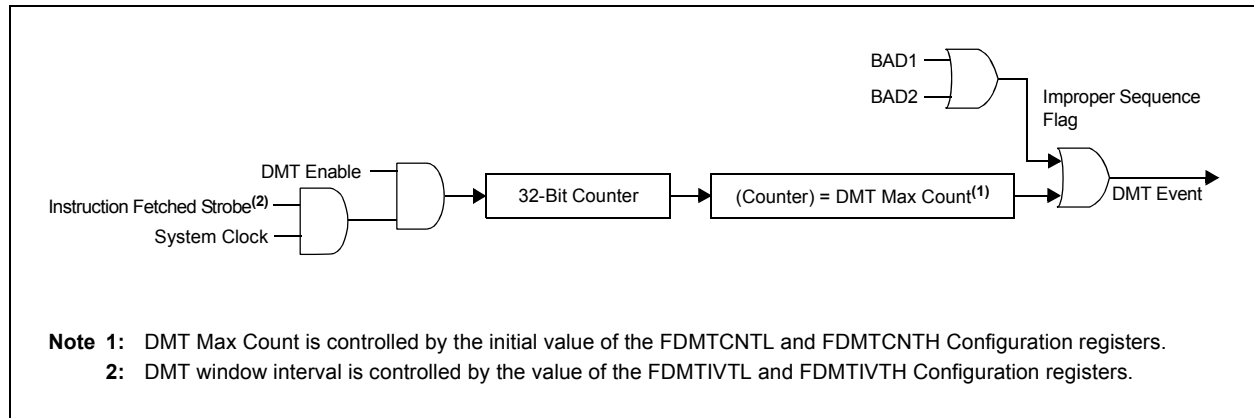 BAD1
BAD2
Improper Sequence
Flag
DMT Enable
Instruction Fetched Strobe(2)
System Clock
32-Bit Counter
(Counter) = DMT Max Count(1)
DMT Event
Note 1: DMT Max Count is controlled by the initial value of the FDMTCNTL and FDMTCNTH Configuration registers.
2: DMT window interval is controlled by the value of the FDMTIVTL and FDMTIVTH Configuration registers.